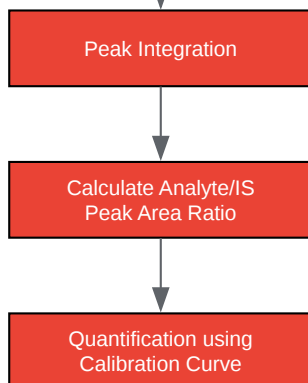 Peak Integration
Calculate Analyte/IS
Peak Area Ratio
Quantification using
Calibration Curve